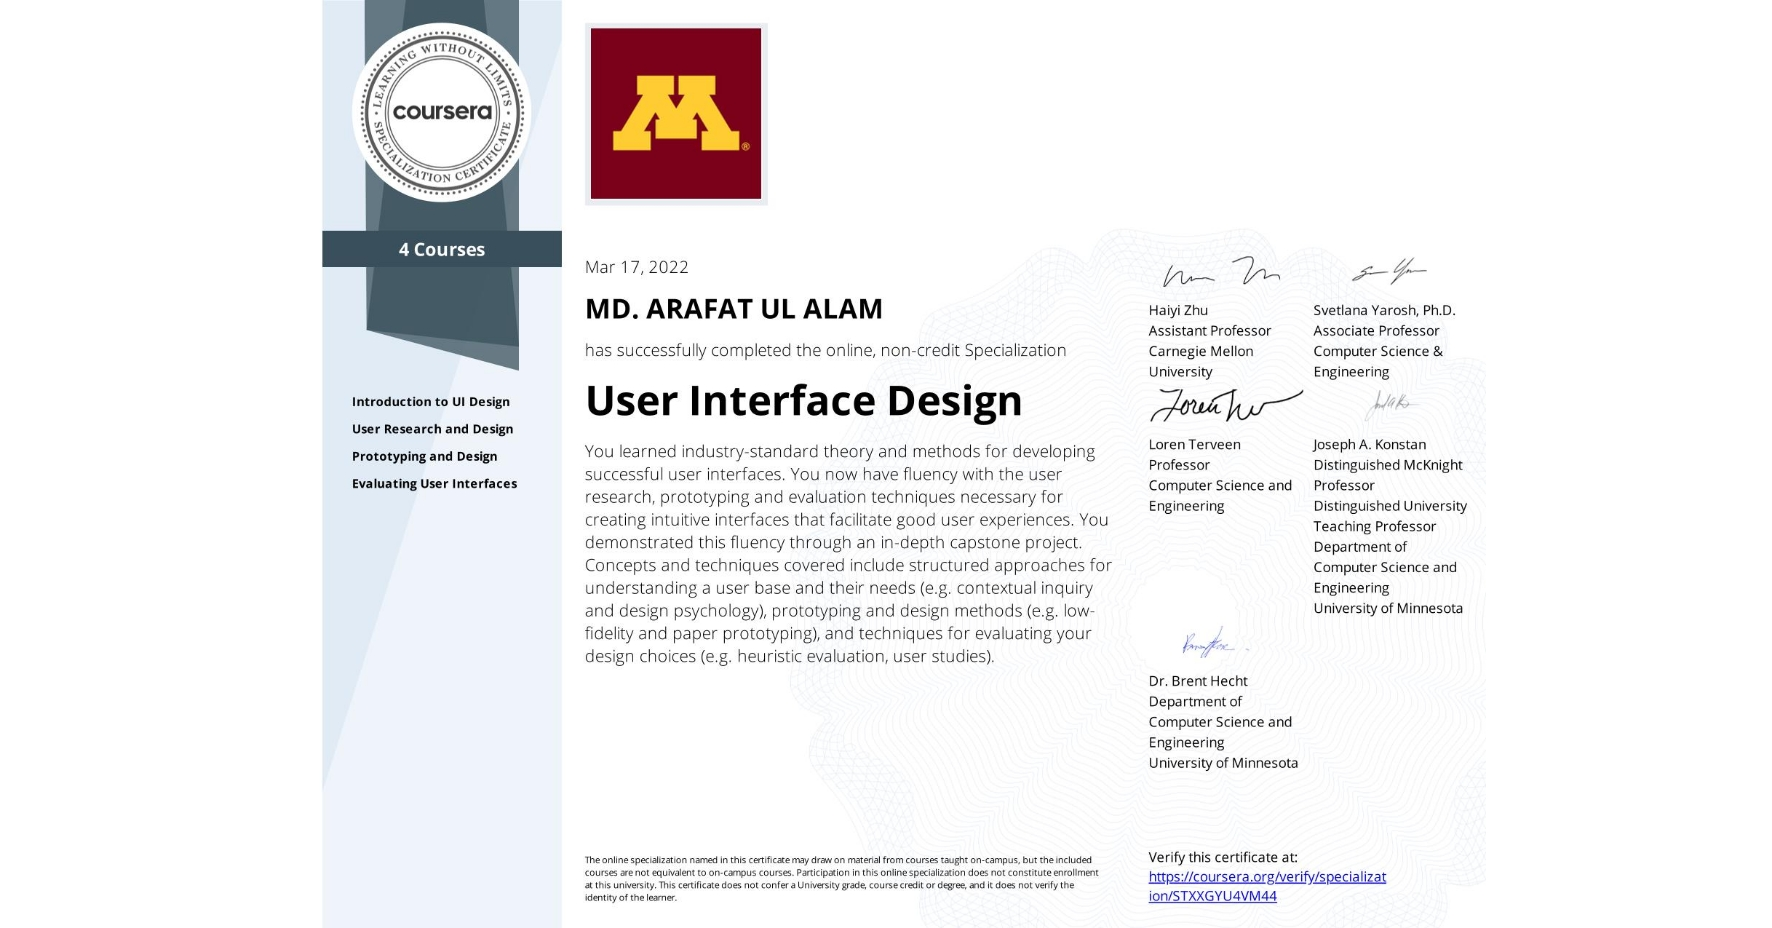 LEARNING WITHOUT LIMITS
coursera
SPECIALIZATION CERTIFICATE
4 Courses
Introduction to UI Design
User Research and Design
Prototyping and Design
Evaluating User Interfaces
M®
Mar 17, 2022
MD. ARAFAT UL ALAM
has successfully completed the online, non-credit Specialization
User Interface Design
You learned industry-standard theory and methods for developing
successful user interfaces. You now have fluency with the user
research, prototyping and evaluation techniques necessary for
creating intuitive interfaces that facilitate good user experiences. You
demonstrated this fluency through an in-depth capstone project.
Concepts and techniques covered include structured approaches for
understanding a user base and their needs (e.g. contextual inquiry
and design psychology), prototyping and design methods (e.g. low-
fidelity and paper prototyping), and techniques for evaluating your
design choices (e.g. heuristic evaluation, user studies).
Haiyi Zhu
Assistant Professor
Carnegie Mellon
University
Svetlana Yarosh, Ph.D.
Associate Professor
Computer Science &
Engineering
Loren Terveen
Professor
Computer Science and
Engineering
Joseph A. Konstan
Distinguished McKnight
Professor
Distinguished University
Teaching Professor
Department of
Computer Science and
Engineering
University of Minnesota
Dr. Brent Hecht
Department of
Computer Science and
Engineering
University of Minnesota
The online specialization named in this certificate may draw on material from courses taught on-campus, but the included
courses are not equivalent to on-campus courses. Participation in this online specialization does not constitute enrollment
at this university. This certificate does not confer a University grade, course credit or degree, and it does not verify the
identity of the learner.
Verify this certificate at:
https://coursera.org/verify/specializat
ion/STXXGYU4VM44